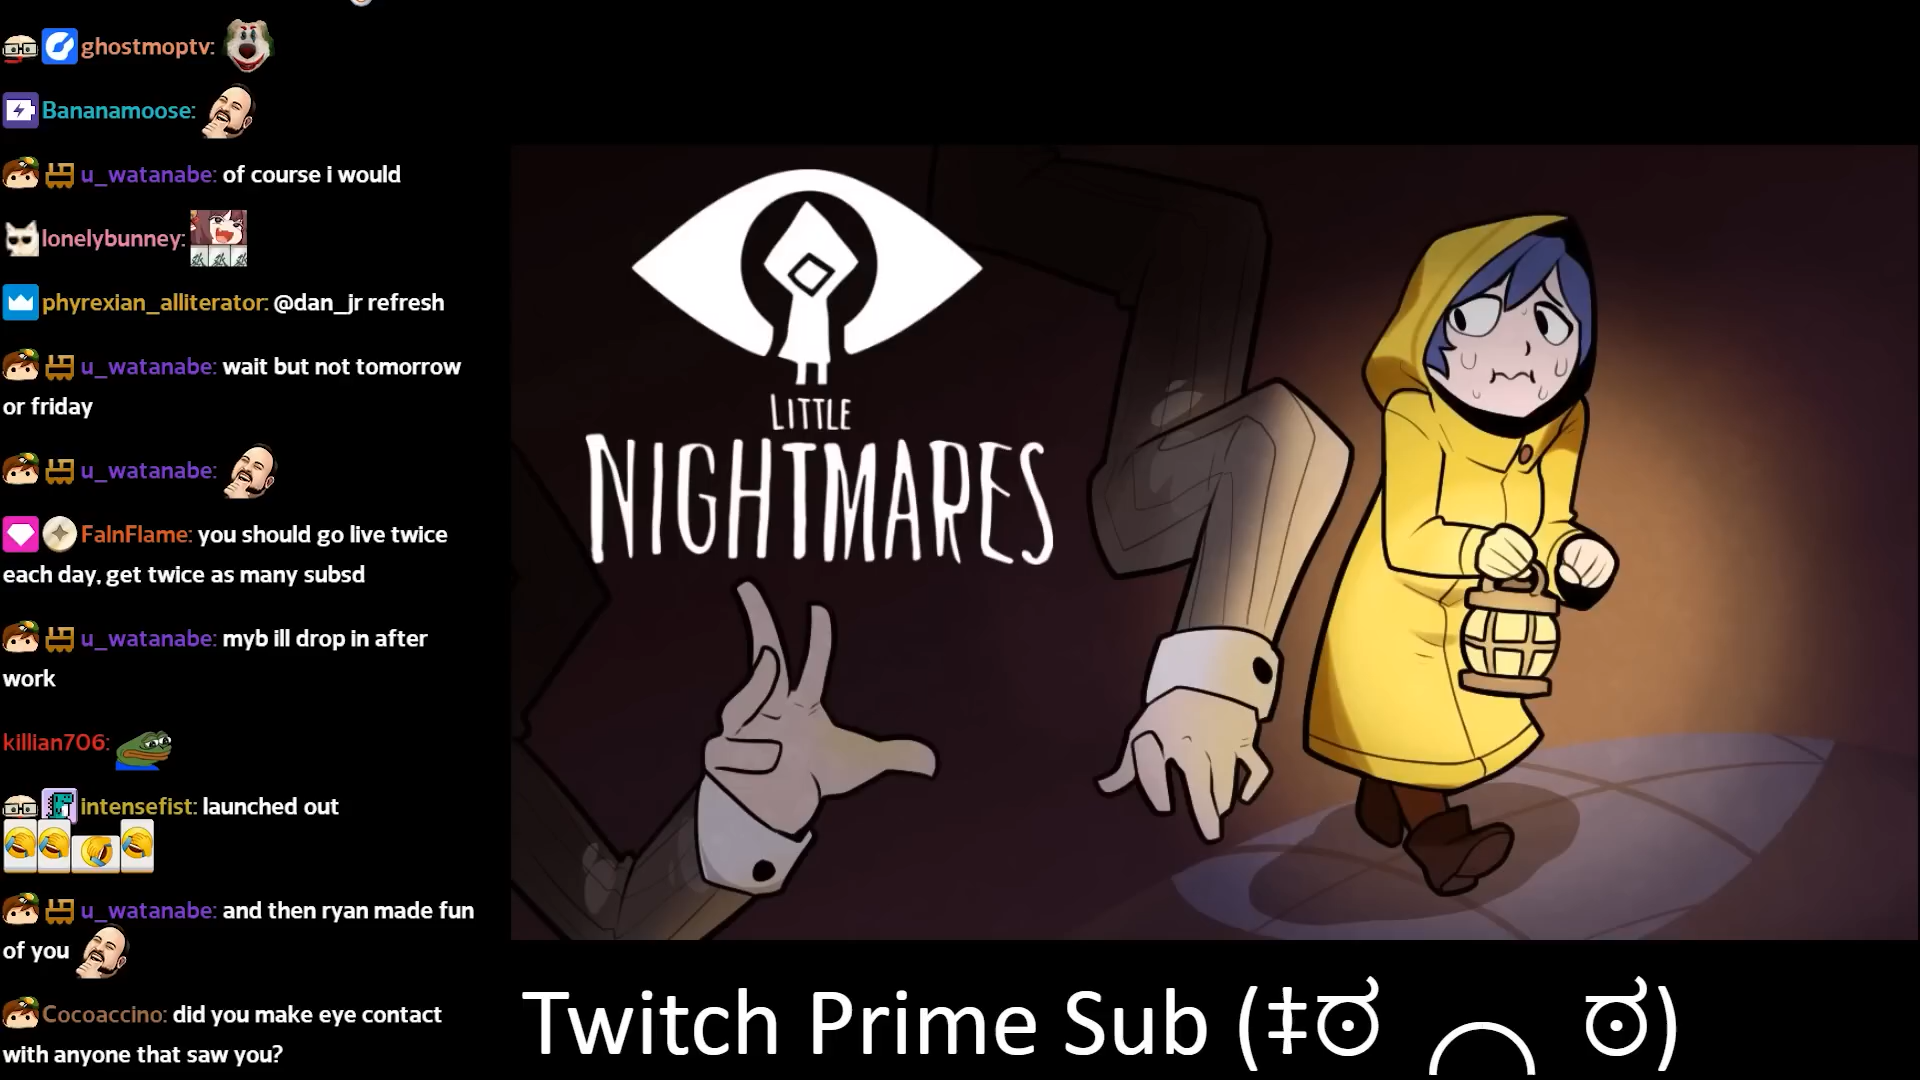 ghostmoptv:
Bananamoose:
u_watanabe: of course i would
lonelybunney:
phyrexian_alliterator: @dan_jr refresh
u_watanabe: wait but not tomorrow
or friday
u_watanabe:
FalnFlame: you should go live twice
each day, get twice as many subsd
u_watanabe: myb ill drop in after
work
killian706:
intensefist: launched out
u_watanabe: and then ryan made fun
of you
Cocoaccino: did you make eye contact
with anyone that saw you?
LITTLE
NIGHTMARES
Twitch Prime Sub (‡ಠ ⁀ ಠ)